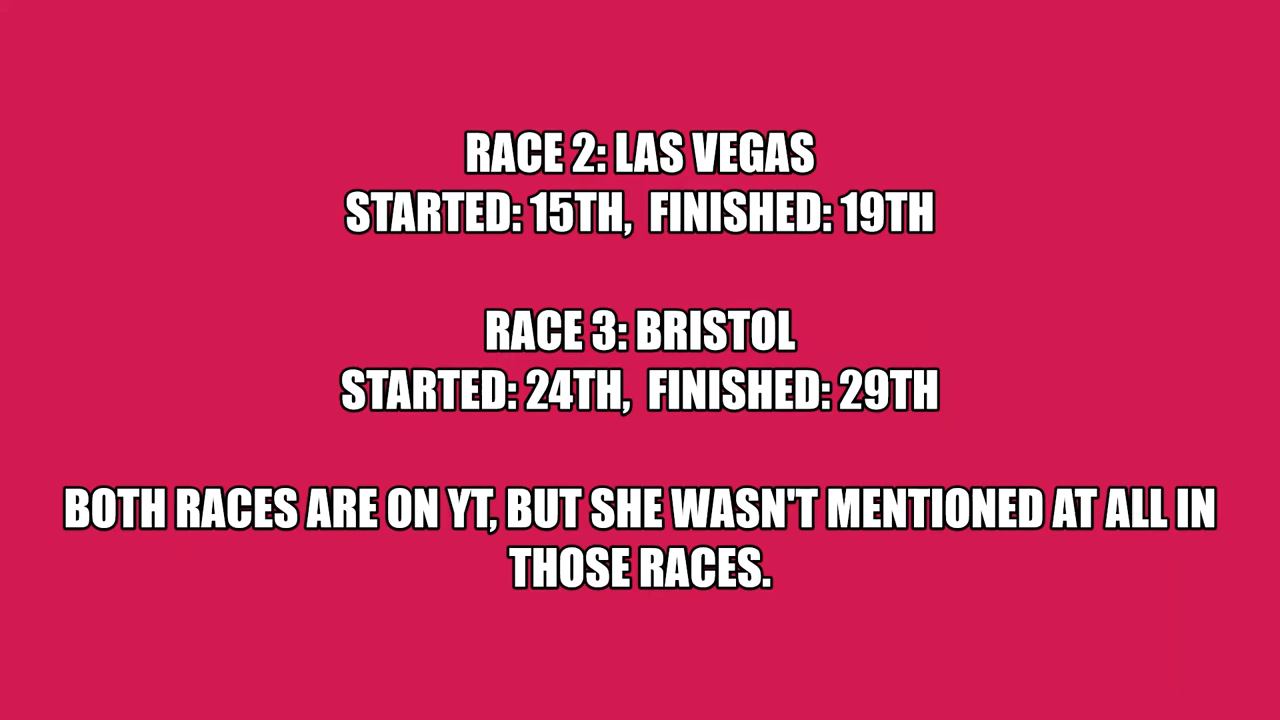 RACE 2: LAS VEGAS
STARTED: 15TH,  FINISHED: 19TH
RACE 3: BRISTOL
STARTED: 24TH,  FINISHED: 29TH
BOTH RACES ARE ON YT, BUT SHE WASN'T MENTIONED AT ALL IN
THOSE RACES.